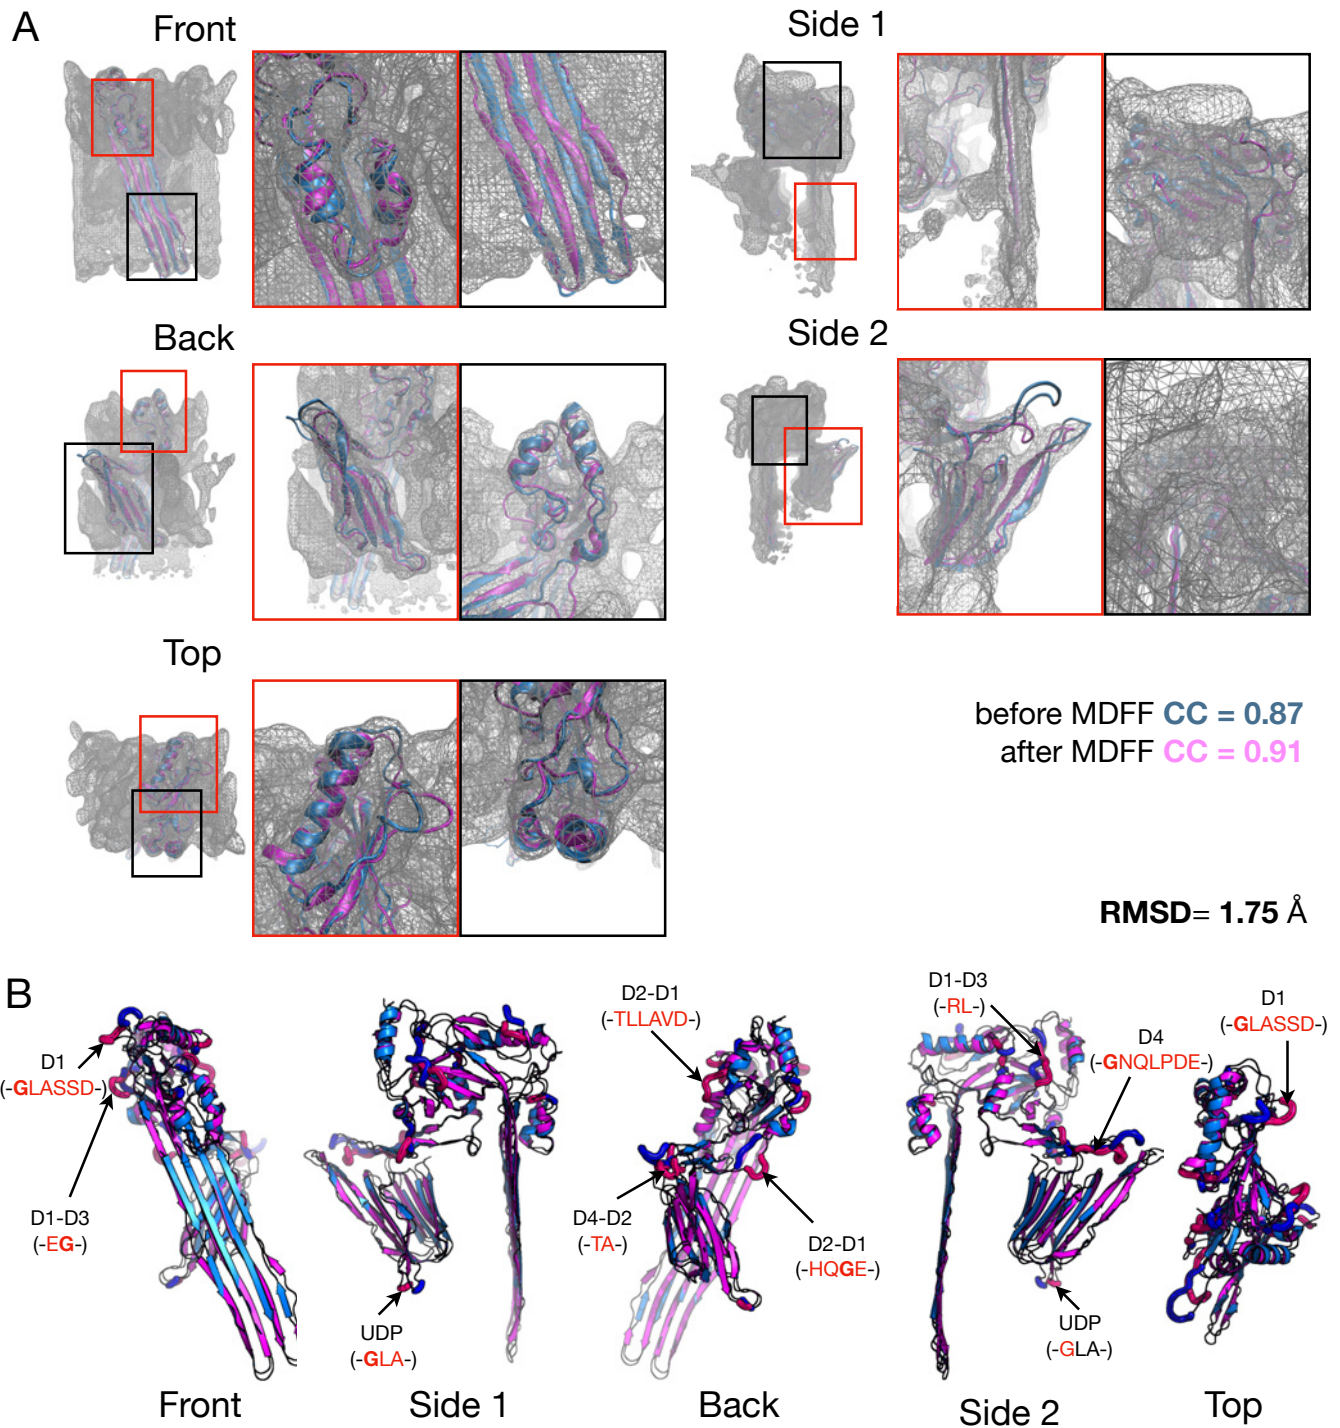 A
Front
Side 1
Back
Side 2
Top
before MDFF CC = 0.87
after MDFF CC = 0.91
RMSD= 1.75 Å
B
D1
(-GLASSD-)
D1-D3
(-EG-)
UDP
(-GLA-)
D2-D1
(-TLLAVD-)
D4-D2
(-TA-)
D2-D1
(-HQGE-)
D1-D3
(-RL-)
D4
(-GNQLPDE-)
UDP
(-GLA-)
D1
(-GLASSD-)
Front
Side 1
Back
Side 2
Top